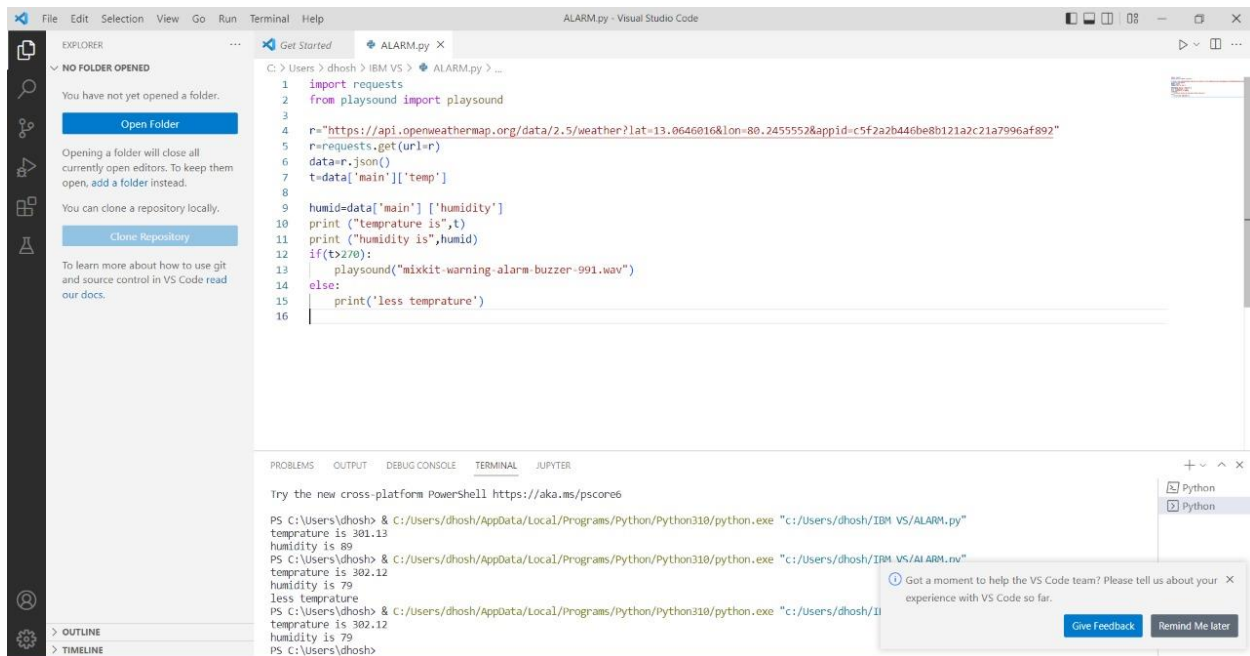 File Edit Selection View Go Run Terminal Help
ALARM.py - Visual Studio Code
EXPLORER
NO FOLDER OPENED
You have not yet opened a folder.
Open Folder
Opening a folder will close all
currently open editors. To keep them
open, add a folder instead.
You can clone a repository locally.
Clone Repository
To learn more about how to use git
and source control in VS Code read
our docs.
OUTLINE
TIMELINE
Get Started ALARM.py
C: > Users > dhosh > IBM VS > ALARM.py > ...
1 import requests
2 from playsound import playsound
3
4 r="https://api.openweathermap.org/data/2.5/weather?lat=13.0646016&lon=80.2455552&appid=c5f2a2b446be8b121a2c21a7996af892"
5 r=requests.get(url=r)
6 data=r.json()
7 t=data['main']['temp']
8
9 humid=data['main'] ['humidity']
10 print ("temprature is",t)
11 print ("humidity is",humid)
12 if(t>270):
13 playsound("mixkit-warning-alarm-buzzer-991.wav")
14 else:
15 print('less temprature')
16
PROBLEMS OUTPUT DEBUG CONSOLE TERMINAL JUPYTER
Try the new cross-platform PowerShell https://aka.ms/pscore6
PS C:\Users\dhosh> & C:/Users/dhosh/AppData/Local/Programs/Python/Python310/python.exe "c:/Users/dhosh/IBM VS/ALARM.py"
temprature is 301.13
humidity is 89
PS C:\Users\dhosh> & C:/Users/dhosh/AppData/Local/Programs/Python/Python310/python.exe "c:/Users/dhosh/IBM VS/ALARM.py"
temprature is 302.12
humidity is 79
less temprature
PS C:\Users\dhosh> & C:/Users/dhosh/AppData/Local/Programs/Python/Python310/python.exe "c:/Users/dhosh/
temprature is 302.12
humidity is 79
PS C:\Users\dhosh>
Python
Python
Got a moment to help the VS Code team? Please tell us about your
experience with VS Code so far.
Give Feedback Remind Me later